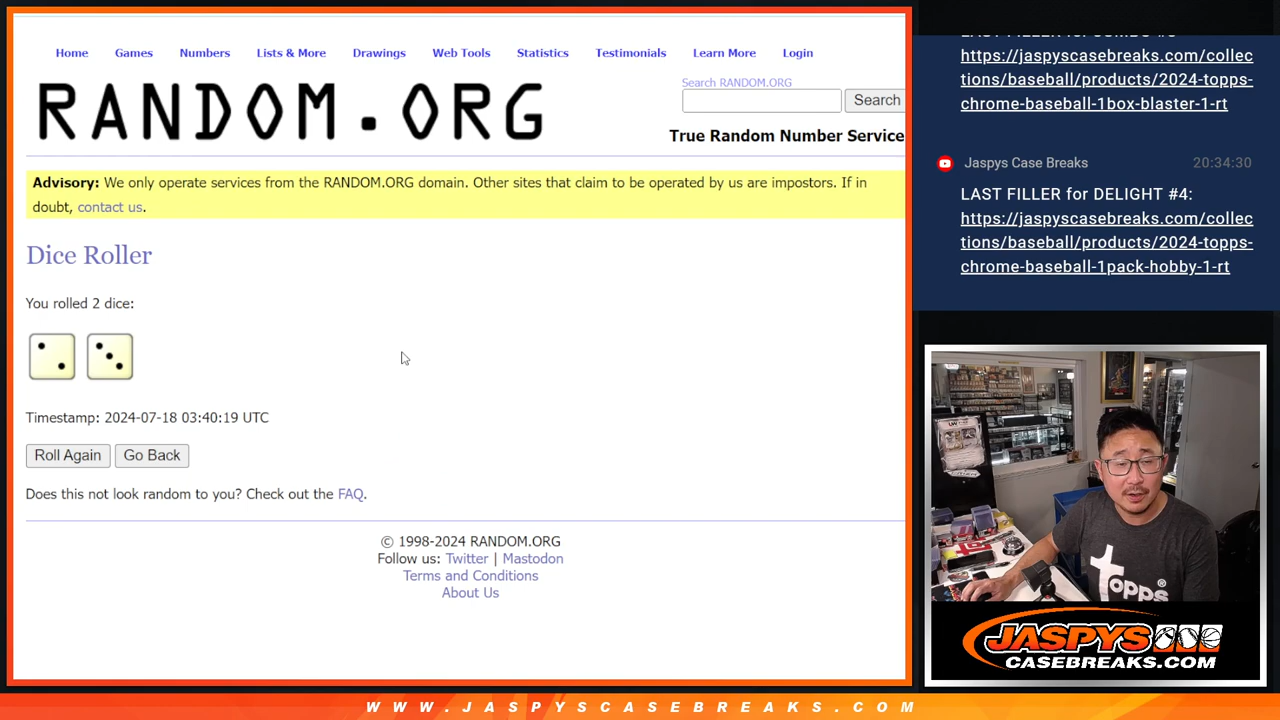 Home Games Numbers Lists & More Drawings Web Tools Statistics Testimonials Learn More Login
RANDOM.ORG
Search RANDOM.ORG
Search
True Random Number Service
Advisory: We only operate services from the RANDOM.ORG domain. Other sites that claim to be operated by us are impostors. If in
doubt, contact us.
Dice Roller
You rolled 2 dice:
Timestamp: 2024-07-18 03:40:19 UTC
Roll Again Go Back
Does this not look random to you? Check out the FAQ.
© 1998-2024 RANDOM.ORG
Follow us: Twitter | Mastodon
Terms and Conditions
About Us
https://jaspyscasebreaks.com/collec
tions/baseball/products/2024-topps-
chrome-baseball-1box-blaster-1-rt
Jaspys Case Breaks 20:34:30
LAST FILLER for DELIGHT #4:
https://jaspyscasebreaks.com/collec
tions/baseball/products/2024-topps-
chrome-baseball-1pack-hobby-1-rt
topps®
JASPYS
CASEBREAKS.COM
WWW.JASPYSCASEBREAKS.COM